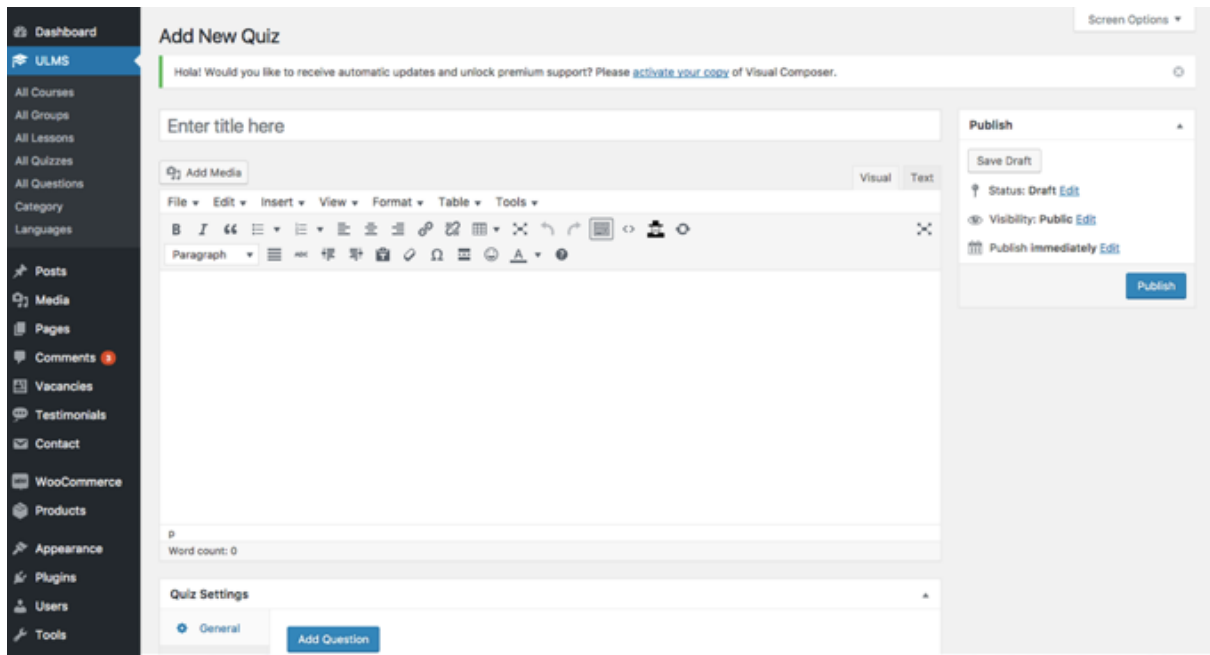 Dashboard
ULMS
All Courses
All Groups
All Lessons
All Quizzes
All Questions
Category
Languages
Posts
Media
Pages
Comments 3
Vacancies
Testimonials
Contact
WooCommerce
Products
Appearance
Plugins
Users
Tools
Screen Options
Add New Quiz
Hola! Would you like to receive automatic updates and unlock premium support? Please activate your copy of Visual Composer.
Enter title here
Add Media
Visual Text
File Edit Insert View Format Table Tools
B I
Paragraph ABC Ω A
p
Word count: 0
Quiz Settings
General
Add Question
Publish
Save Draft
Status: Draft Edit
Visibility: Public Edit
Publish immediately Edit
Publish